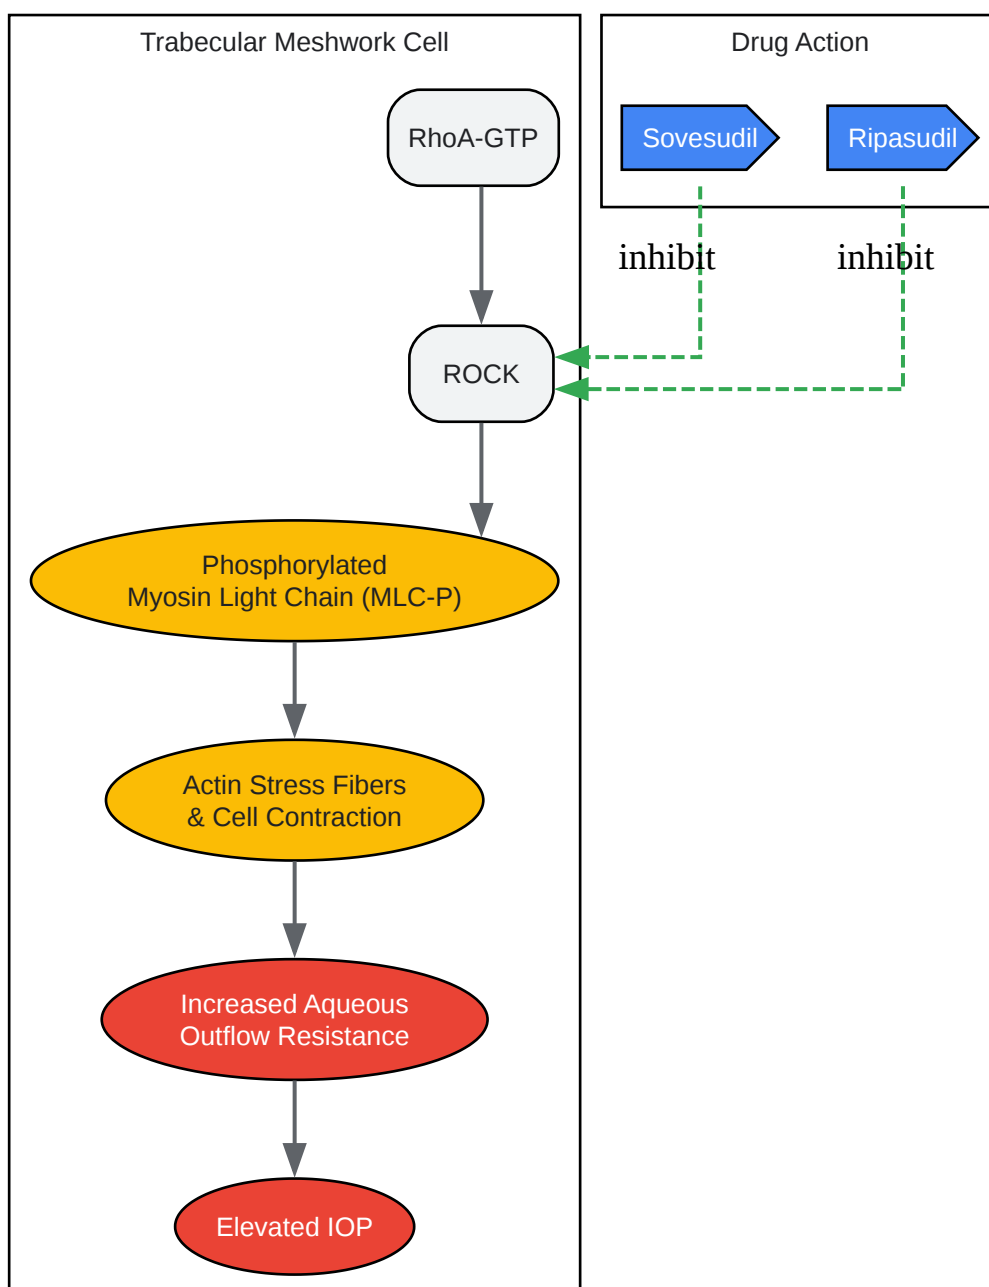 Trabecular Meshwork Cell
Drug Action
RhoA-GTP
Sovesudil
Ripasudil
inhibit
inhibit
ROCK
Phosphorylated
Myosin Light Chain (MLC-P)
Actin Stress Fibers
& Cell Contraction
Increased Aqueous
Outflow Resistance
Elevated IOP